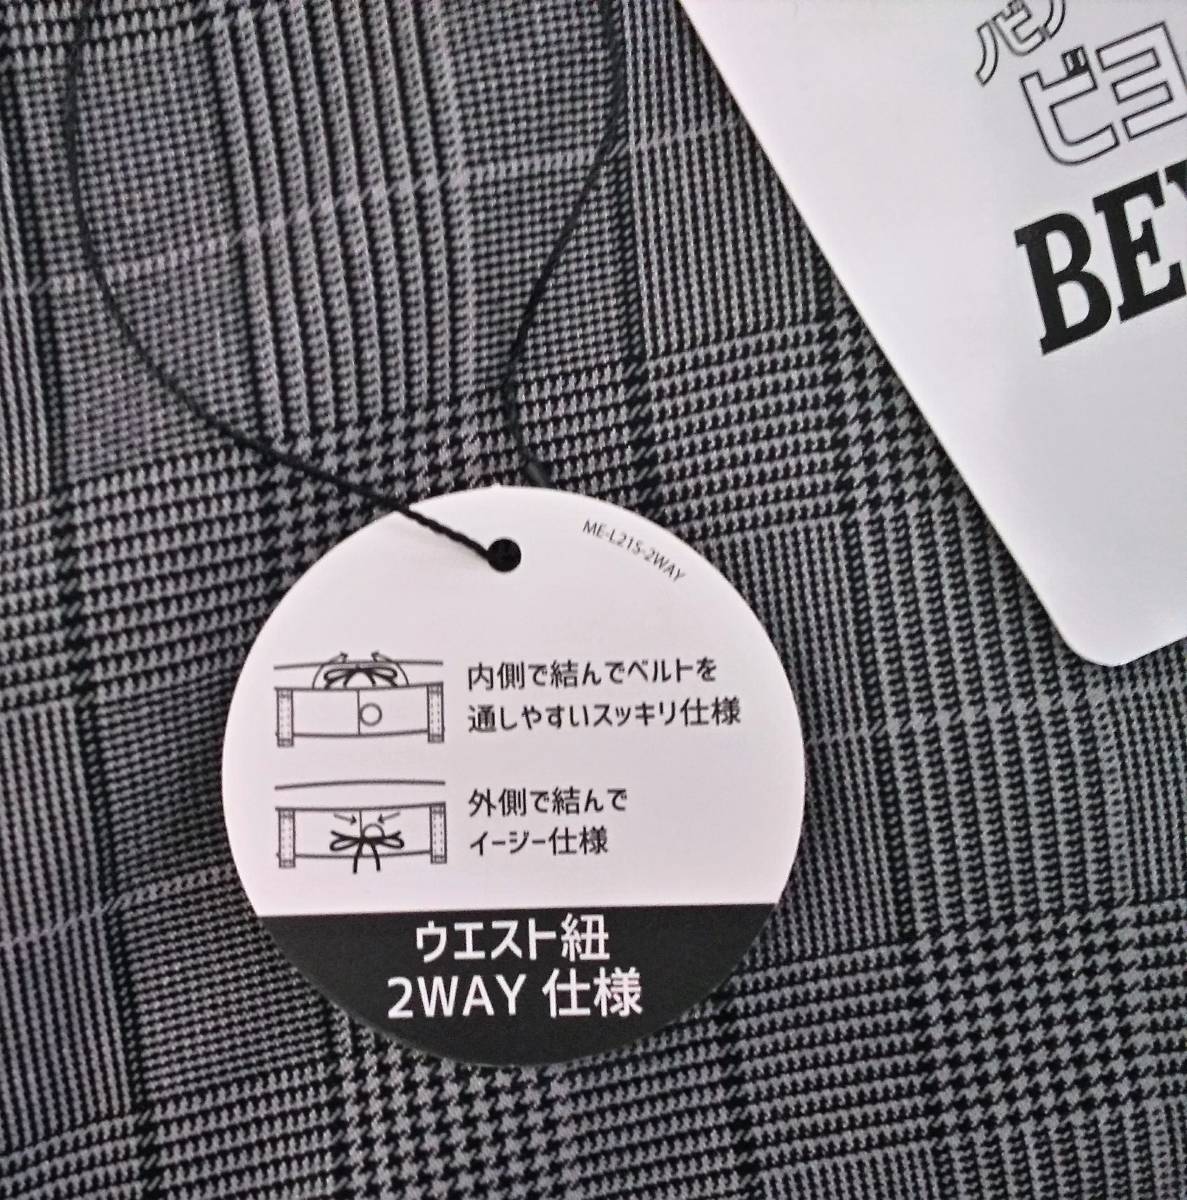 ビヨ
BE
ME-L215-2WAY
内側で結んでベルトを
通しやすいスッキリ仕様
外側で結んで
イージー仕様
ウエスト紐
2WAY 仕様